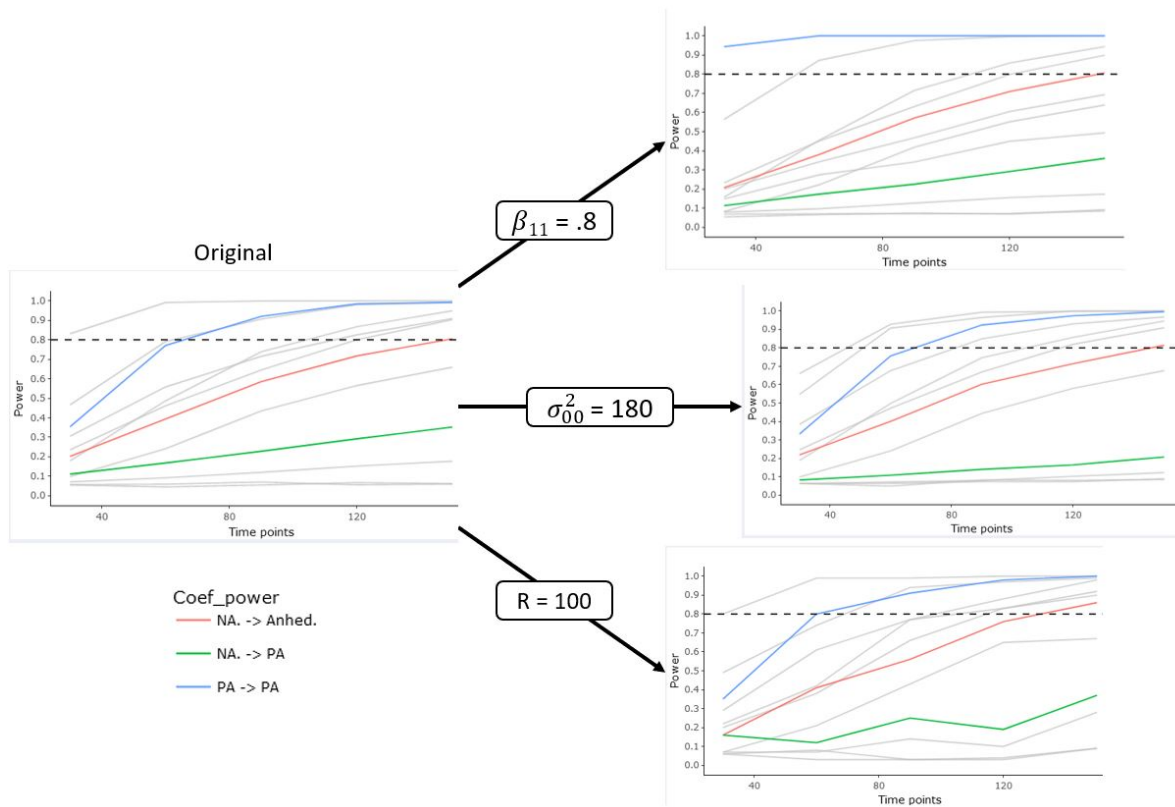 Original
1.0
0.9
0.8
0.7
0.6
0.5
0.4
0.3
0.2
0.1
0.0
Power
40 80 120
Time points
Coef_power
NA. -> Anhed.
NA. -> PA
PA -> PA
β₁₁ = .8
σ²₀₀ = 180
R = 100
1.0
0.9
0.8
0.7
0.6
0.5
0.4
0.3
0.2
0.1
0.0
Power
40 80 120
Time points
1.0
0.9
0.8
0.7
0.6
0.5
0.4
0.3
0.2
0.1
0.0
Power
40 80 120
Time points
1.0
0.9
0.8
0.7
0.6
0.5
0.4
0.3
0.2
0.1
0.0
Power
40 80 120
Time points